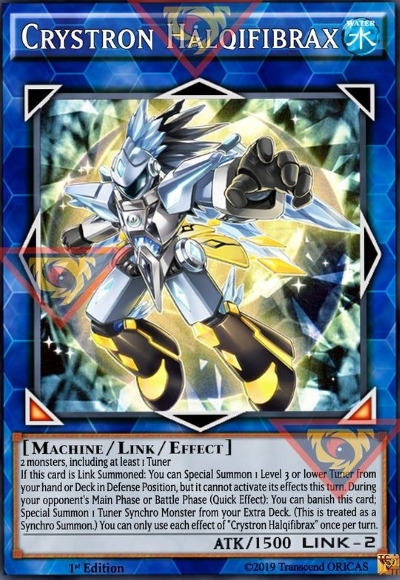 CRYSTRON HALQIFIBRAX
WATER
水
[MACHINE/LINK/EFFECT]
2 monsters, including at least 1 Tuner
If this card is Link Summoned: You can Special Summon 1 Level 3 or lower Tuner from
your hand or Deck in Defense Position, but it cannot activate its effects this turn. During
your opponent's Main Phase or Battle Phase (Quick Effect): You can banish this card;
Special Summon 1 Tuner Synchro Monster from your Extra Deck. (This is treated as
a Synchro Summon.) You can only use each effect of "Crystron Halqifibrax" once per turn.
ATK/1500 LINK-2
1st Edition
©2019 Transcend ORICAS